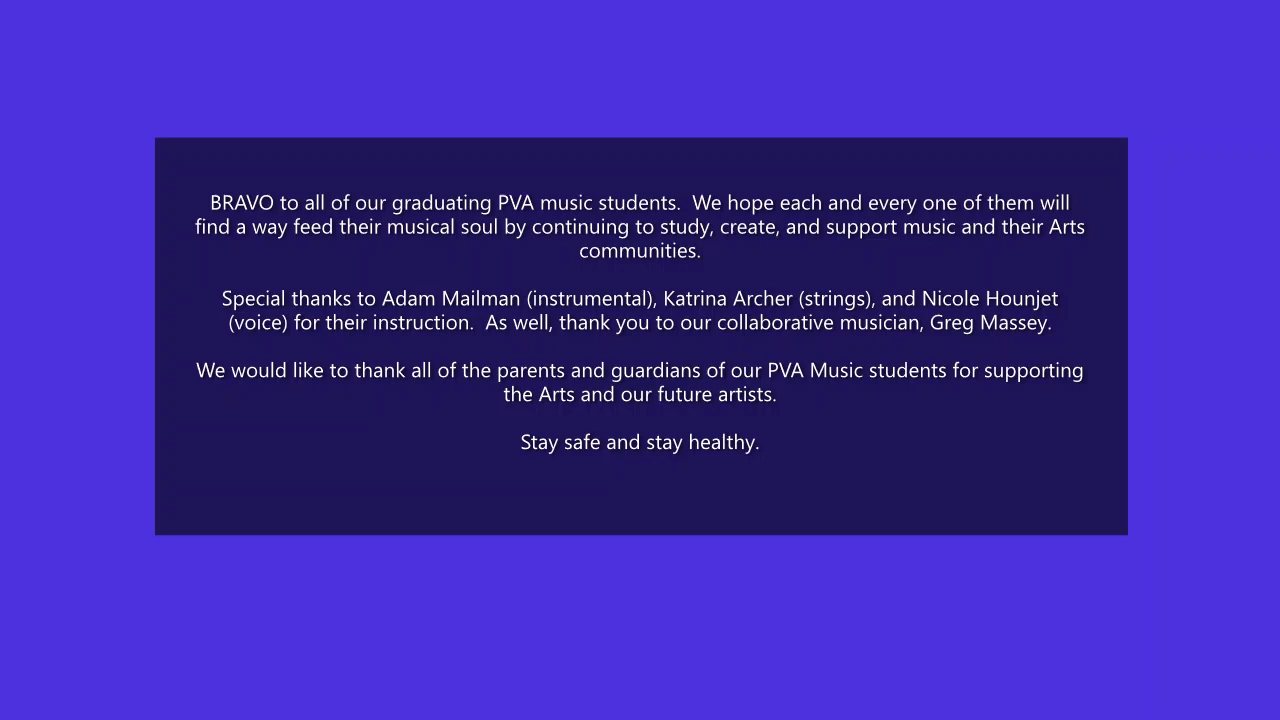 BRAVO to all of our graduating PVA music students.  We hope each and every one of them will
find a way feed their musical soul by continuing to study, create, and support music and their Arts
communities.
Special thanks to Adam Mailman (instrumental), Katrina Archer (strings), and Nicole Hounjet
(voice) for their instruction.  As well, thank you to our collaborative musician, Greg Massey.
We would like to thank all of the parents and guardians of our PVA Music students for supporting
the Arts and our future artists.
Stay safe and stay healthy.